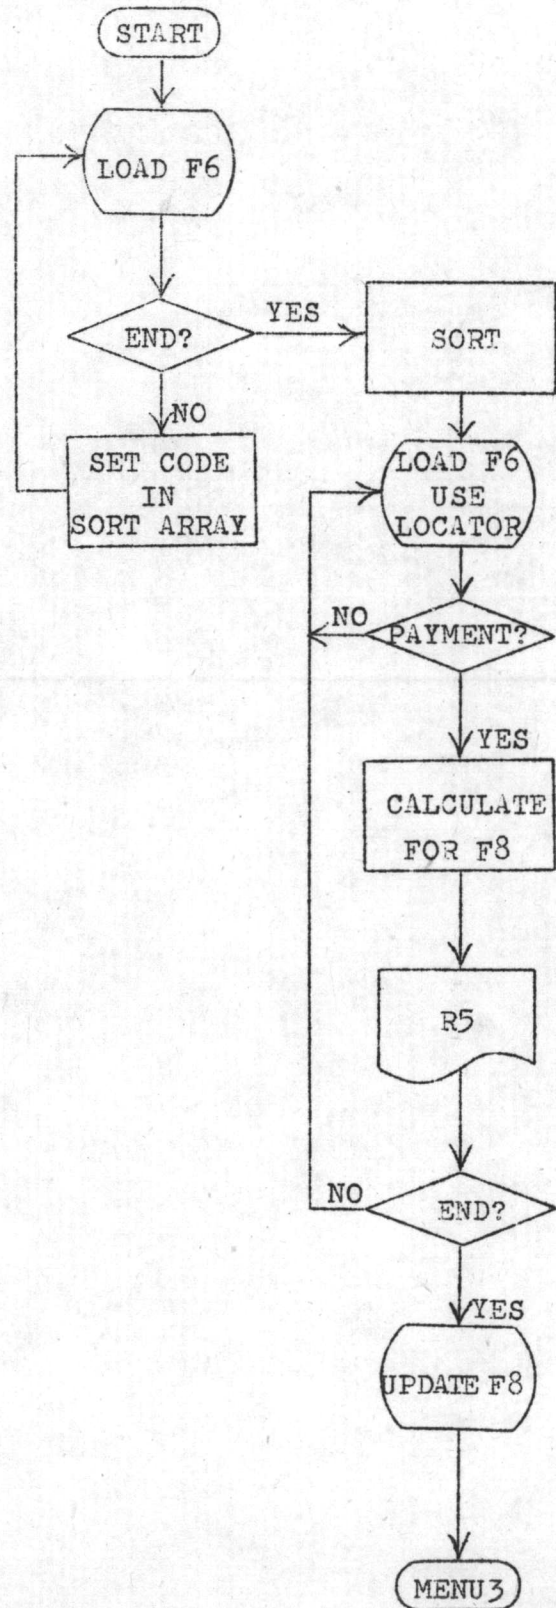 START
LOAD F6
END?
YES
NO
SET CODE
IN
SORT ARRAY
SORT
LOAD F6
USE
LOCATOR
PAYMENT?
NO
YES
CALCULATE
FOR F8
R5
END?
NO
YES
UPDATE F8
MENU3